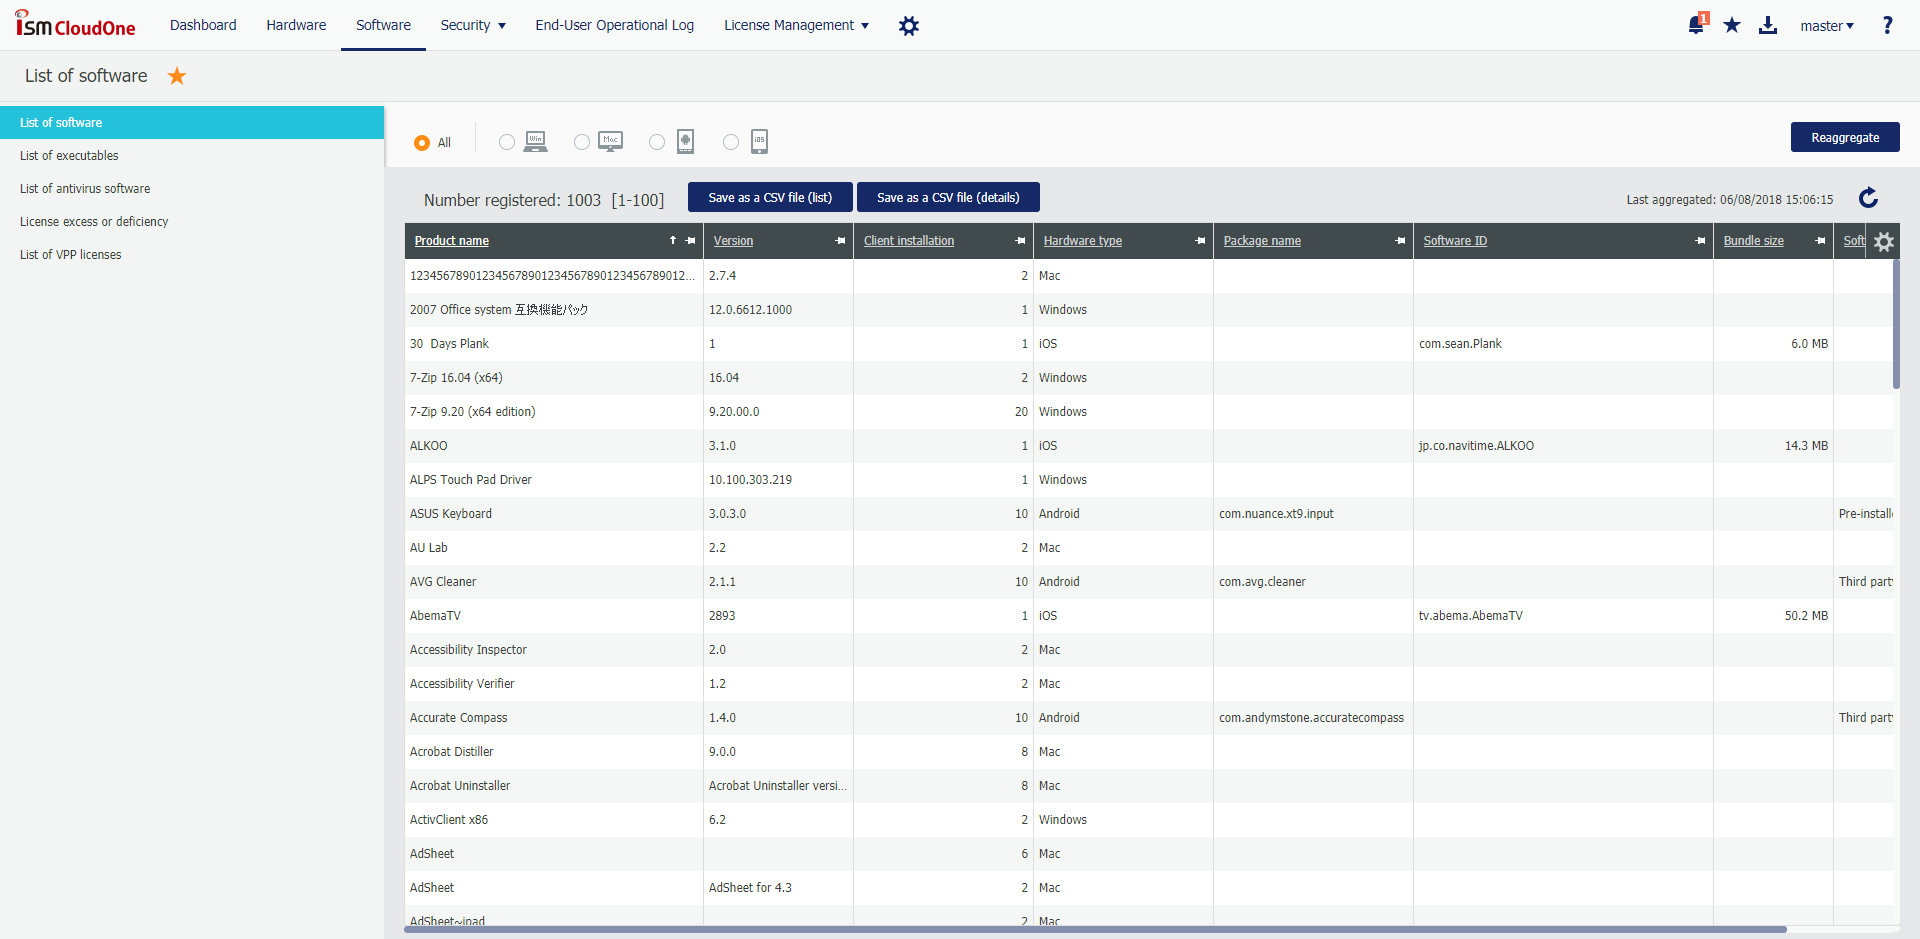 iSM CloudOne Dashboard Hardware Software Security End-User Operational Log License Management 1 master ?
List of software
List of software
List of executables
List of antivirus software
License excess or deficiency
List of VPP licenses
All Win Mac iOS Reaggregate
Number registered: 1003 [1-100] Save as a CSV file (list) Save as a CSV file (details) Last aggregated: 06/08/2018 15:06:15
Product name Version Client installation Hardware type Package name Software ID Bundle size Soft
123456789012345678901234567890123456789012... 2.7.4 2 Mac
2007 Office system 互換機能パック 12.0.6612.1000 1 Windows
30 Days Plank 1 1 iOS com.sean.Plank 6.0 MB
7-Zip 16.04 (x64) 16.04 2 Windows
7-Zip 9.20 (x64 edition) 9.20.00.0 20 Windows
ALKOO 3.1.0 1 iOS jp.co.navitime.ALKOO 14.3 MB
ALPS Touch Pad Driver 10.100.303.219 1 Windows
ASUS Keyboard 3.0.3.0 10 Android com.nuance.xt9.input Pre-install
AU Lab 2.2 2 Mac
AVG Cleaner 2.1.1 10 Android com.avg.cleaner Third part
AbemaTV 2893 1 iOS tv.abema.AbemaTV 50.2 MB
Accessibility Inspector 2.0 2 Mac
Accessibility Verifier 1.2 2 Mac
Accurate Compass 1.4.0 10 Android com.andymstone.accuratecompass Third part
Acrobat Distiller 9.0.0 8 Mac
Acrobat Uninstaller Acrobat Uninstaller versi... 8 Mac
ActivClient x86 6.2 2 Windows
AdSheet 6 Mac
AdSheet AdSheet for 4.3 2 Mac
AdSheet~ipad 2 Mac